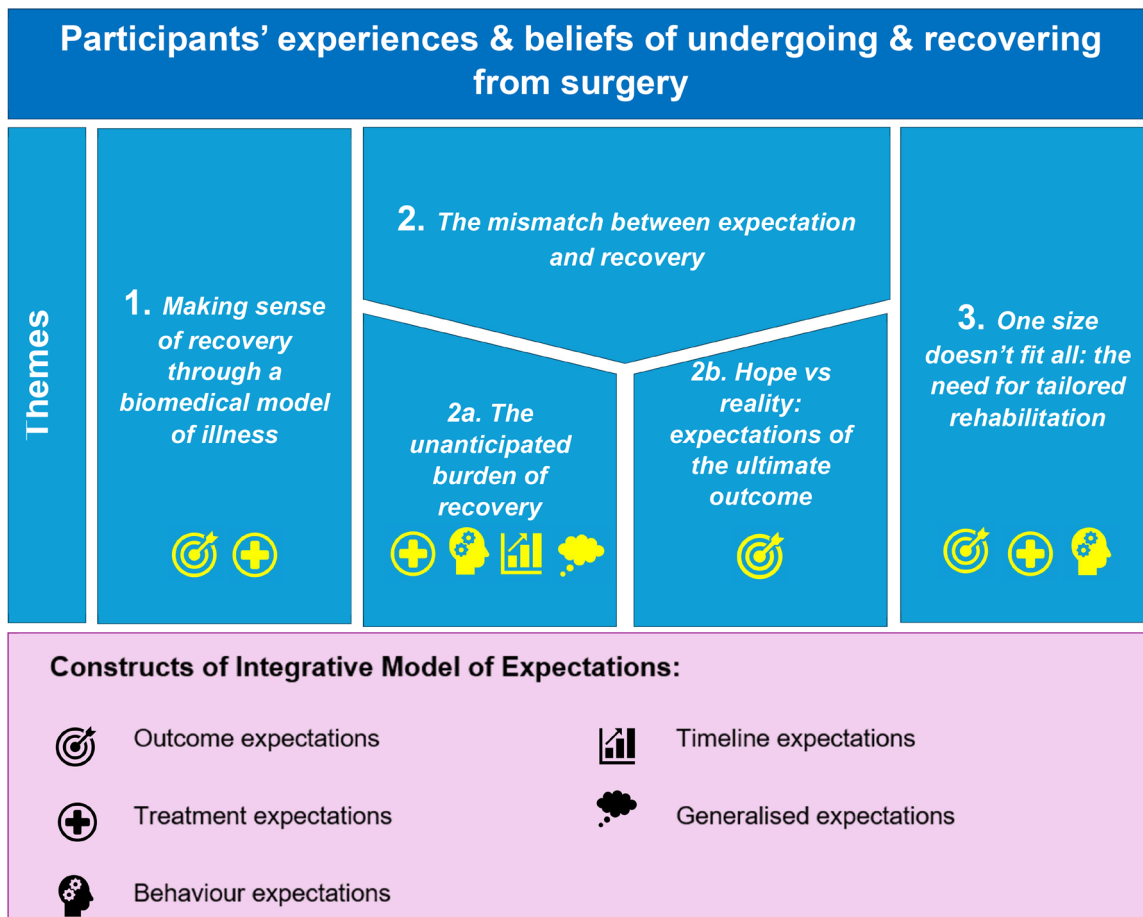 Participants’ experiences & beliefs of undergoing & recovering
from surgery
Themes
1. Making sense
of recovery
through a
biomedical model
of illness
2. The mismatch between expectation
and recovery
2a. The
unanticipated
burden of
recovery
2b. Hope vs
reality:
expectations of
the ultimate
outcome
3. One size
doesn’t fit all: the
need for tailored
rehabilitation
Constructs of Integrative Model of Expectations:
Outcome expectations
Treatment expectations
Behaviour expectations
Timeline expectations
Generalised expectations